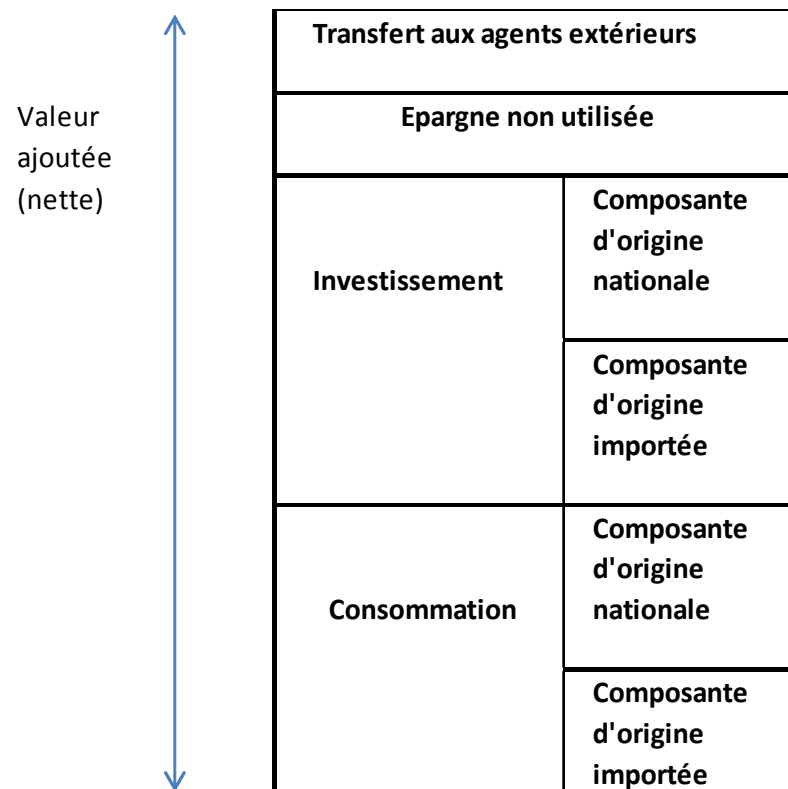 Transfert aux agents extérieurs
Valeur
ajoutée
(nette)
Epargne non utilisée
Investissement
Composante
d'origine
nationale
Composante
d'origine
importée
Consommation
Composante
d'origine
nationale
Composante
d'origine
importée